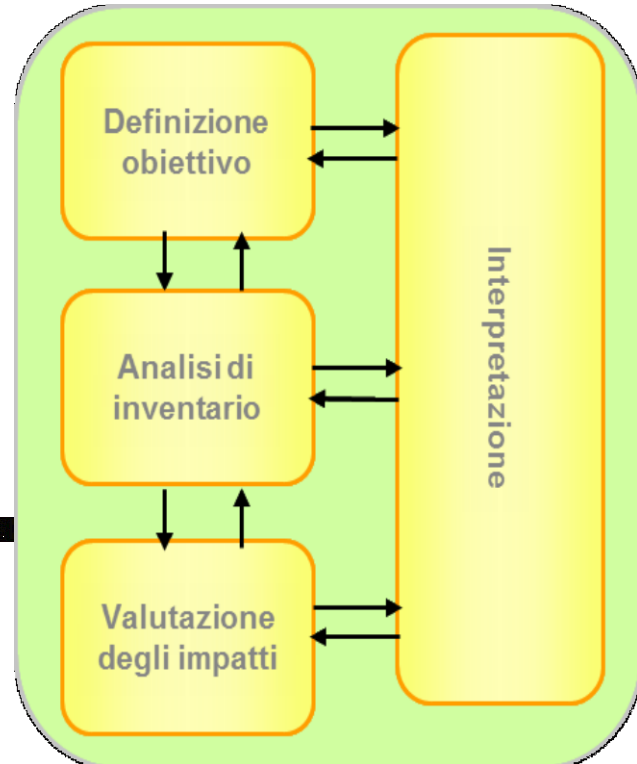 Definizione
obiettivo
Analisi di
inventario
Valutazione
degli impatti
Interpretazione